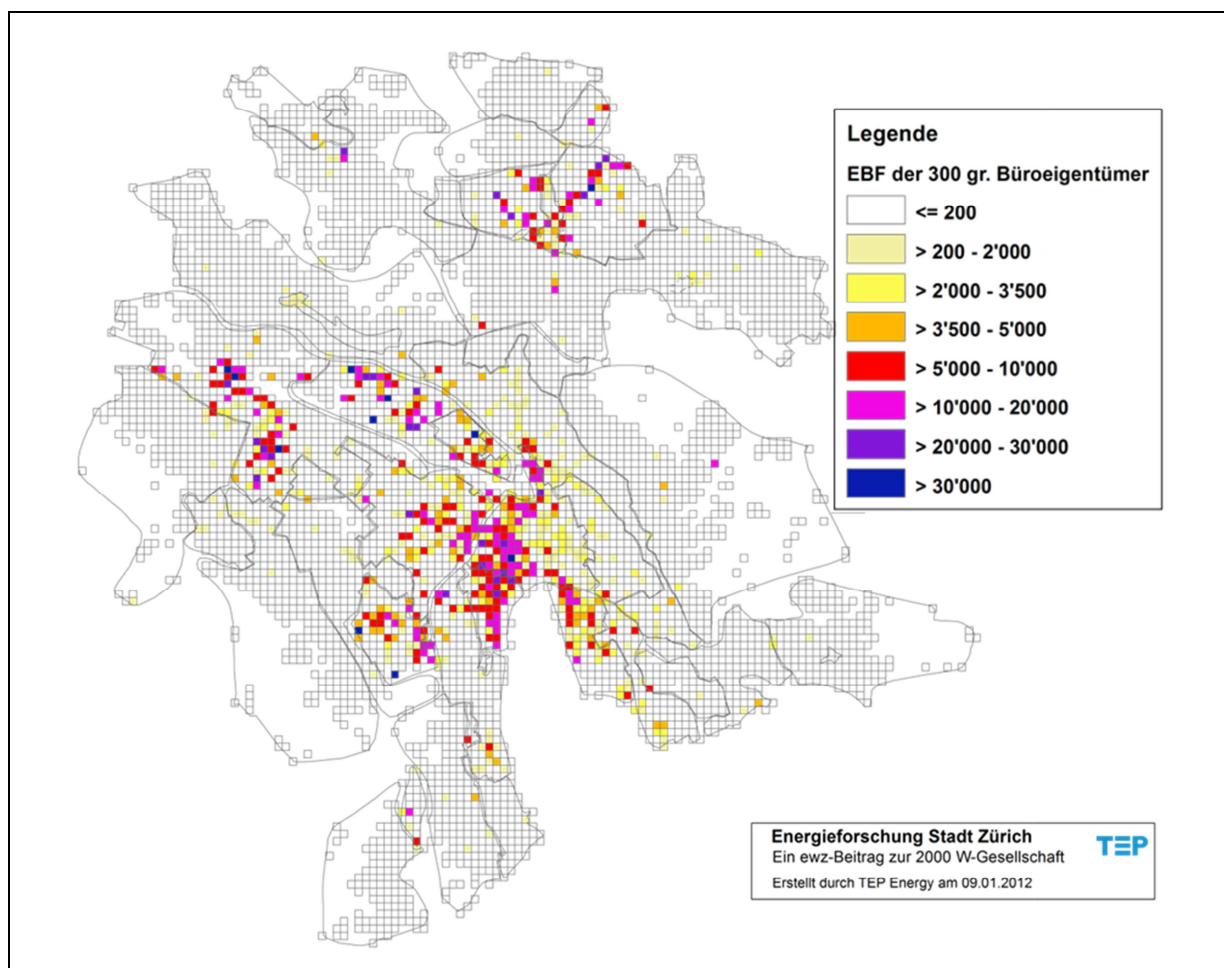 Legende
EBF der 300 gr. Büroeigentümer
<= 200
> 200 - 2'000
> 2'000 - 3'500
> 3'500 - 5'000
> 5'000 - 10'000
> 10'000 - 20'000
> 20'000 - 30'000
> 30'000
Energieforschung Stadt Zürich
TEP
Ein ewz-Beitrag zur 2000 W-Gesellschaft
Erstellt durch TEP Energy am 09.01.2012